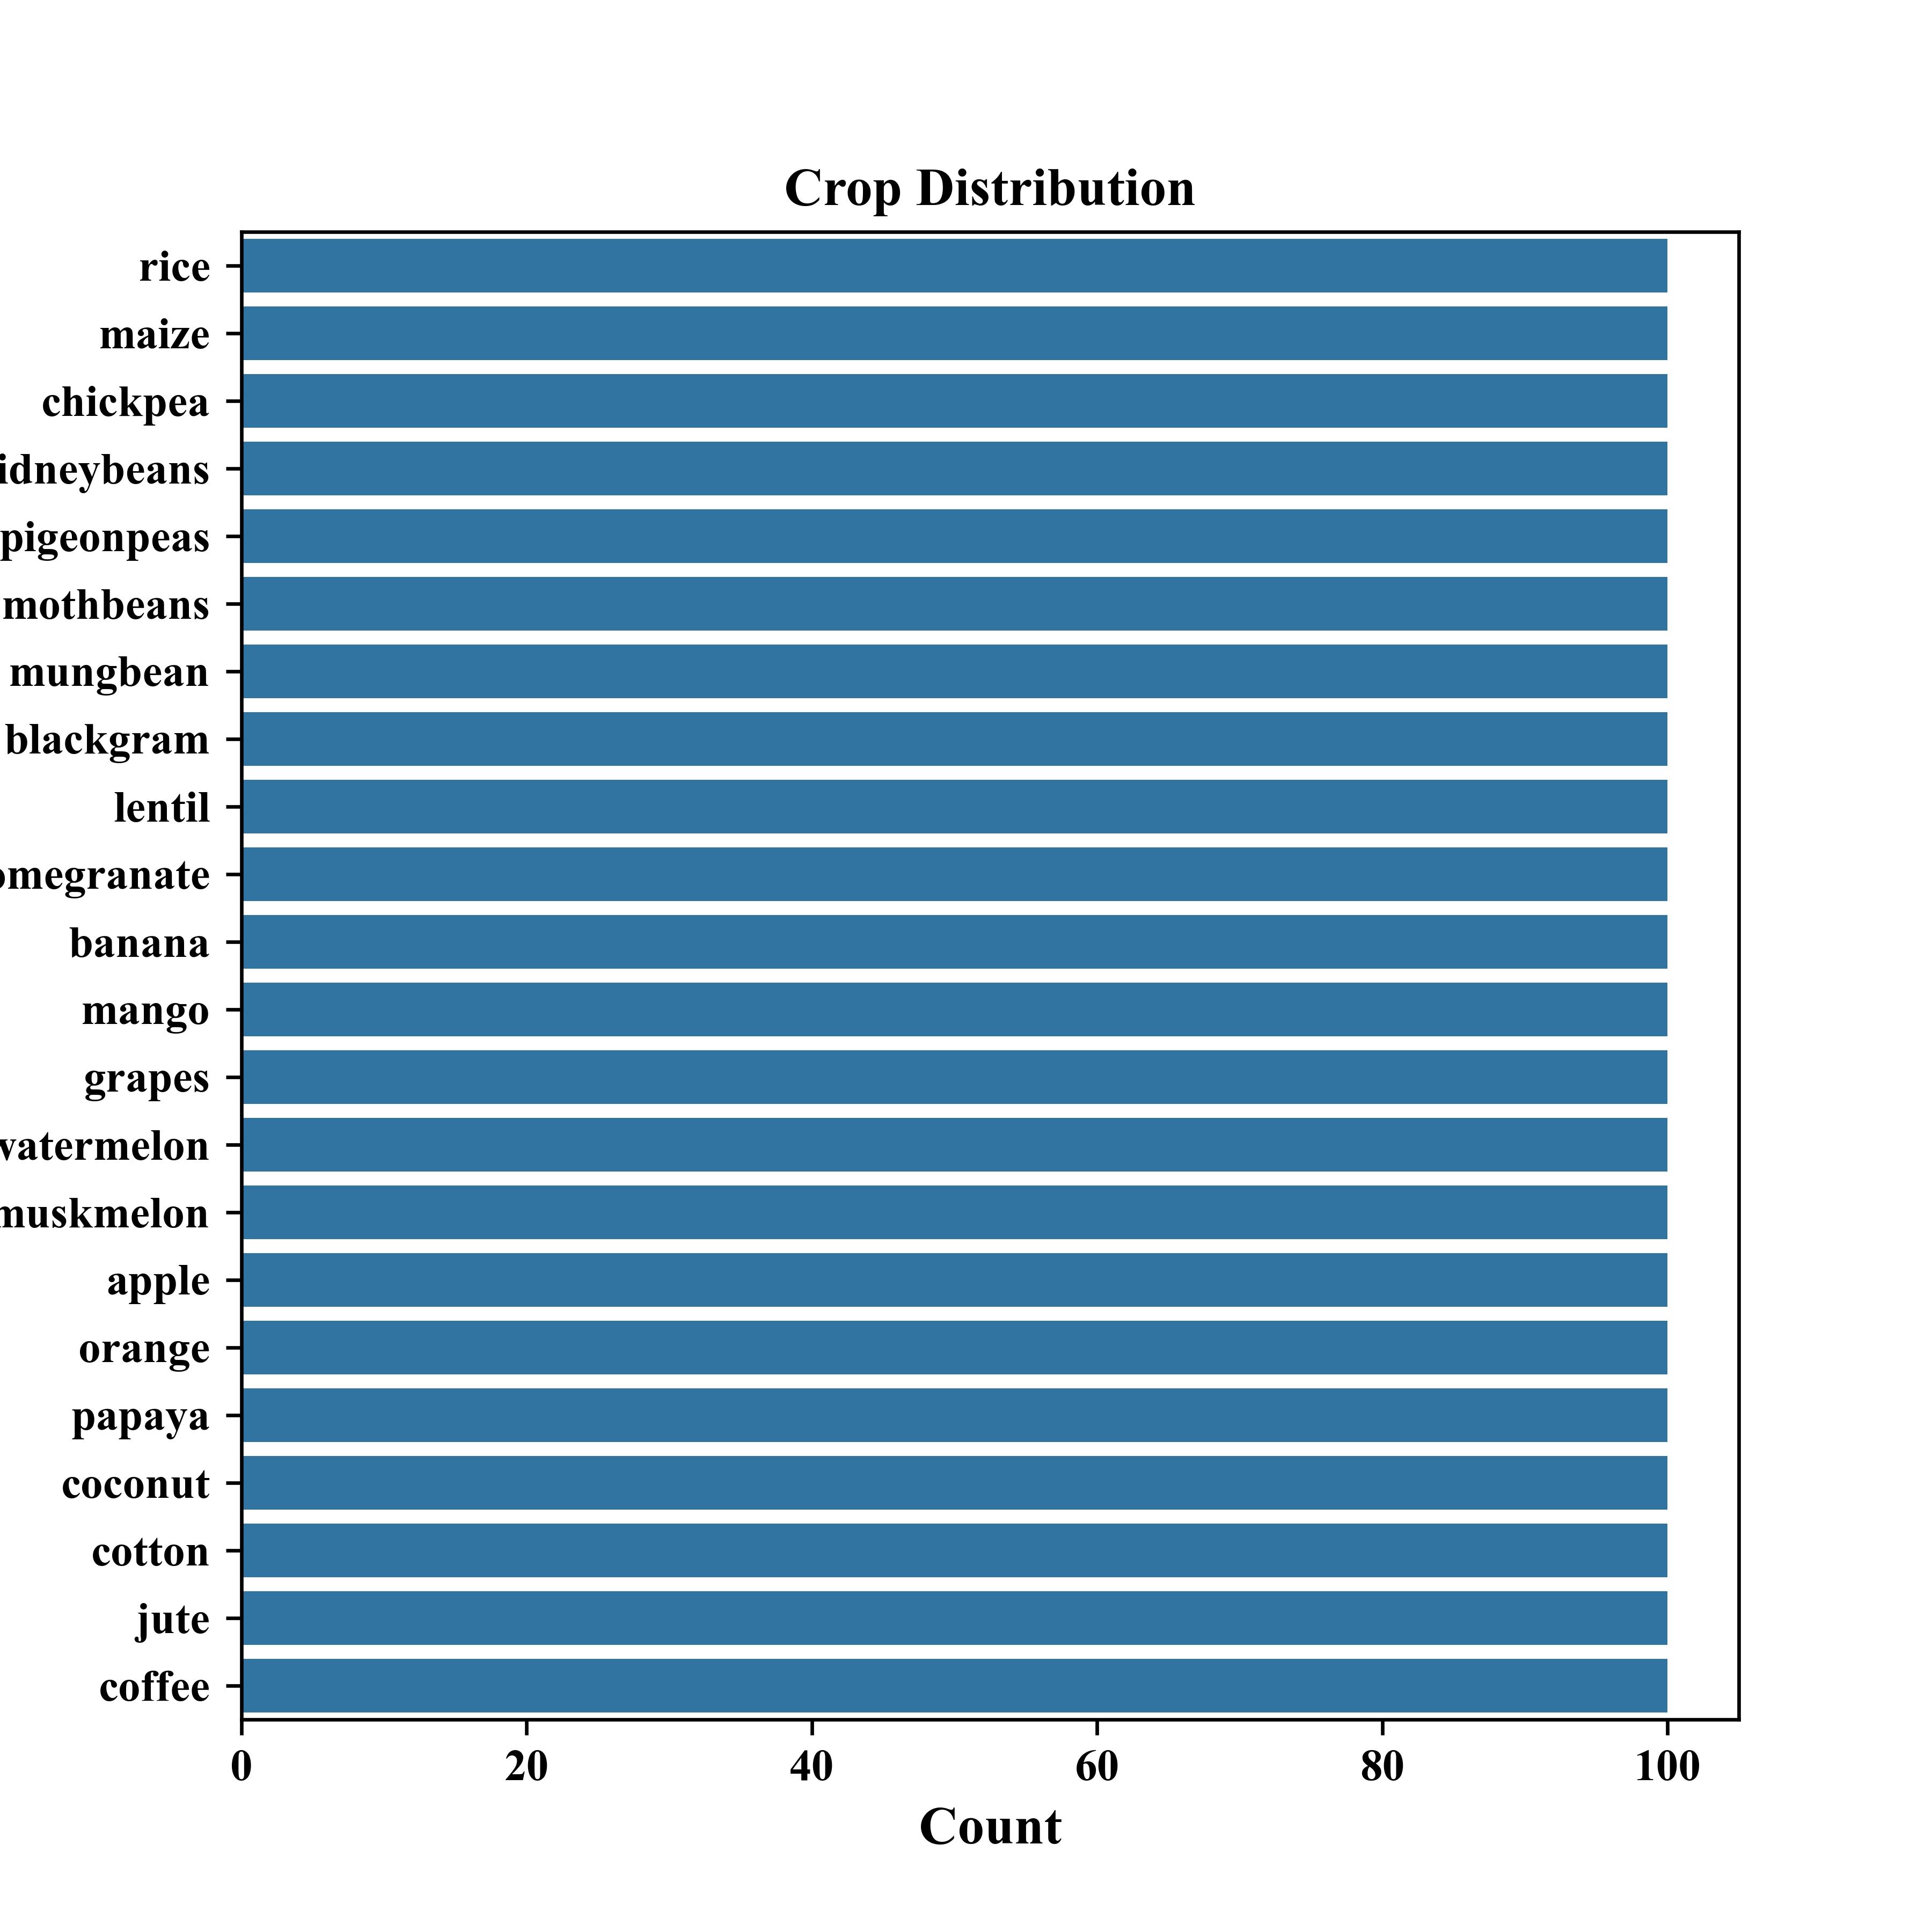 Crop Distribution
rice
maize
chickpea
idneybeans
pigeonpeas
mothbeans
mungbean
blackgram
lentil
omegranate
banana
mango
grapes
watermelon
muskmelon
apple
orange
papaya
coconut
cotton
jute
coffee
0 20 40 60 80 100
Count